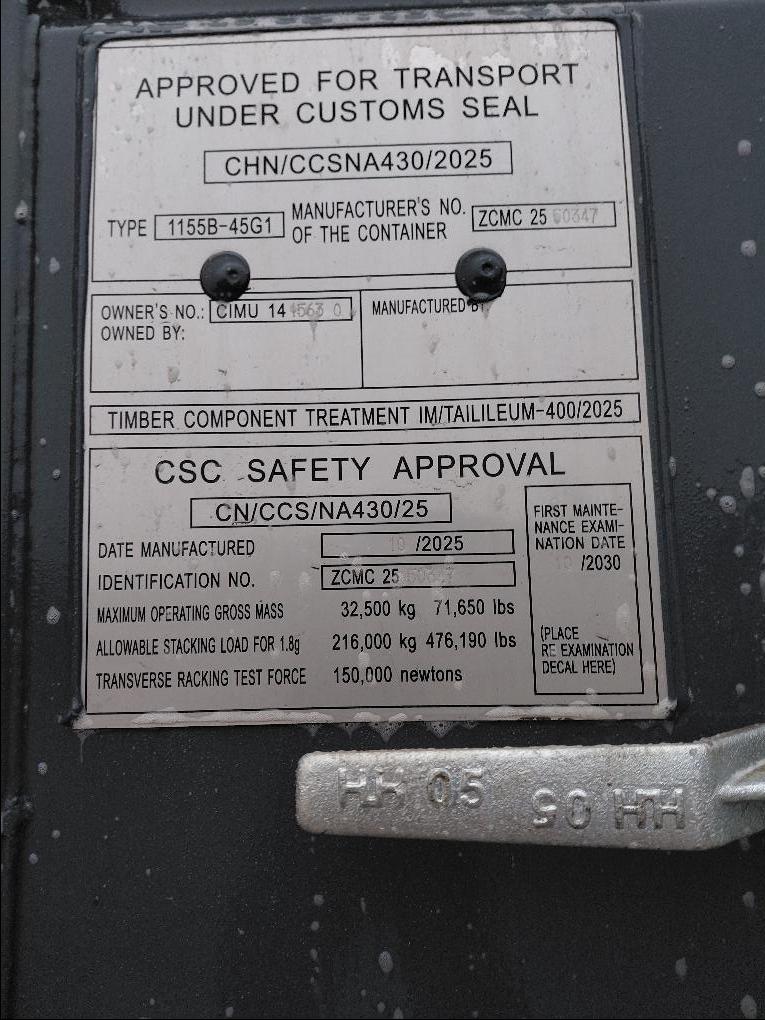 APPROVED FOR TRANSPORT
UNDER CUSTOMS SEAL
CHN/CCSNA430/2025
TYPE 1155B-45G1 MANUFACTURER'S NO. OF THE CONTAINER ZCMC 25
OWNER'S NO.: CIMU 14
OWNED BY:
MANUFACTURED BY
TIMBER COMPONENT TREATMENT IM/TAILILEUM-400/2025
CSC SAFETY APPROVAL
CN/CCS/NA430/25
DATE MANUFACTURED 10 /2025
IDENTIFICATION NO. ZCMC 25
MAXIMUM OPERATING GROSS MASS 32,500 kg 71,650 lbs
ALLOWABLE STACKING LOAD FOR 1.8g 216,000 kg 476,190 lbs
TRANSVERSE RACKING TEST FORCE 150,000 newtons
FIRST MAINTE-
NANCE EXAMI-
NATION DATE
10 /2030
(PLACE
RE EXAMINATION
DECAL HERE)
HH 05 50 HH